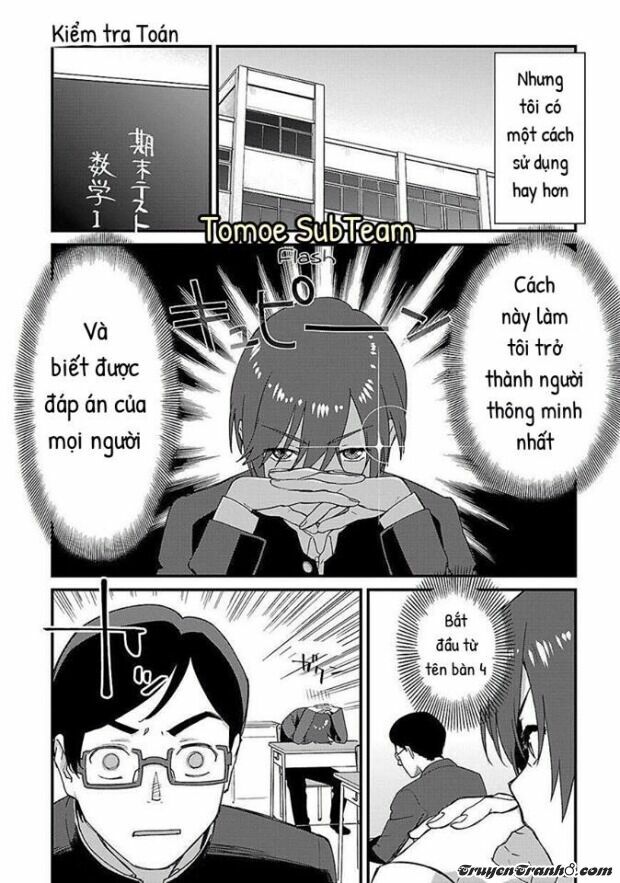 Kiểm tra Toán
Nhưng
tôi có
một cách
sử dụng
hay hơn
期末テスト
数学I
Tomoe SubTeam
Flash
キュピーン
Cách
này làm
tôi trở
thành người
thông minh
nhất
Và
biết được
đáp án của
mọi người
Bắt
đầu từ
tên bàn 4
TruyenTranh8.com